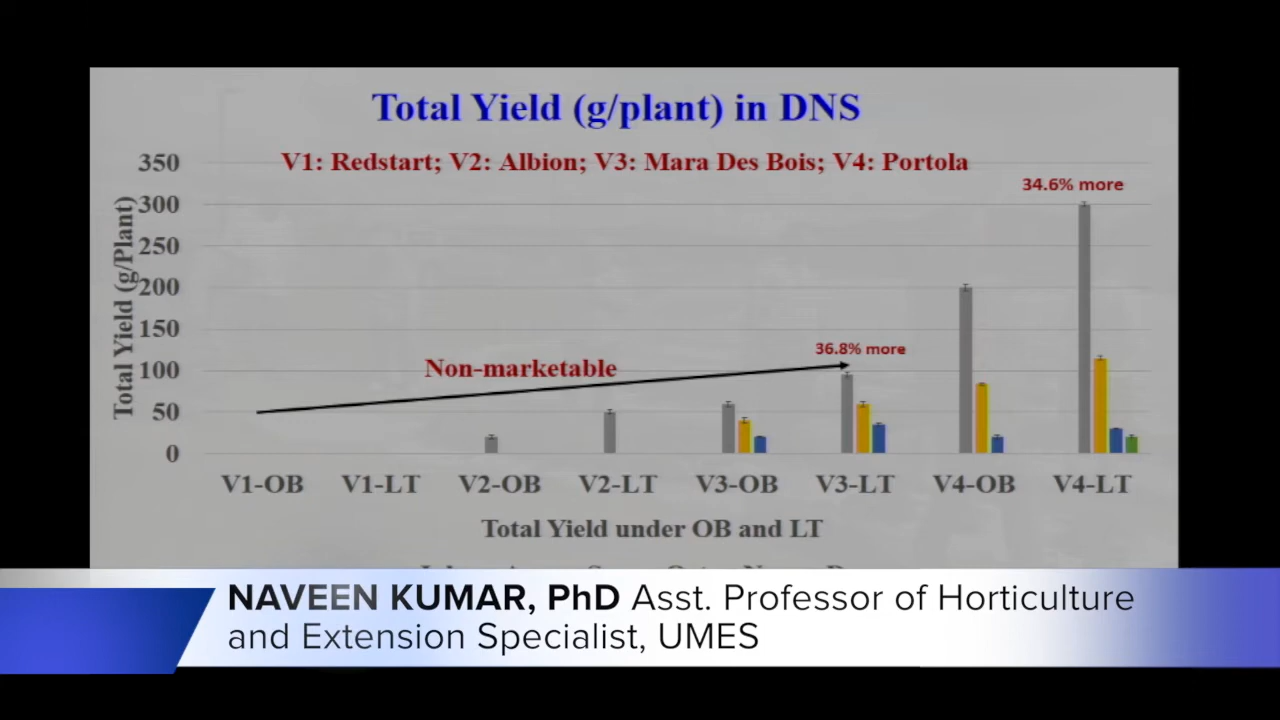 Total Yield (g/plant) in DNS
V1: Redstart; V2: Albion; V3: Mara Des Bois; V4: Portola
34.6% more
36.8% more
Non-marketable
Total Yield (g/Plant)
350
300
250
200
150
100
50
0
V1-OB V1-LT V2-OB V2-LT V3-OB V3-LT V4-OB V4-LT
Total Yield under OB and LT
NAVEEN KUMAR, PhD Asst. Professor of Horticulture
and Extension Specialist, UMES